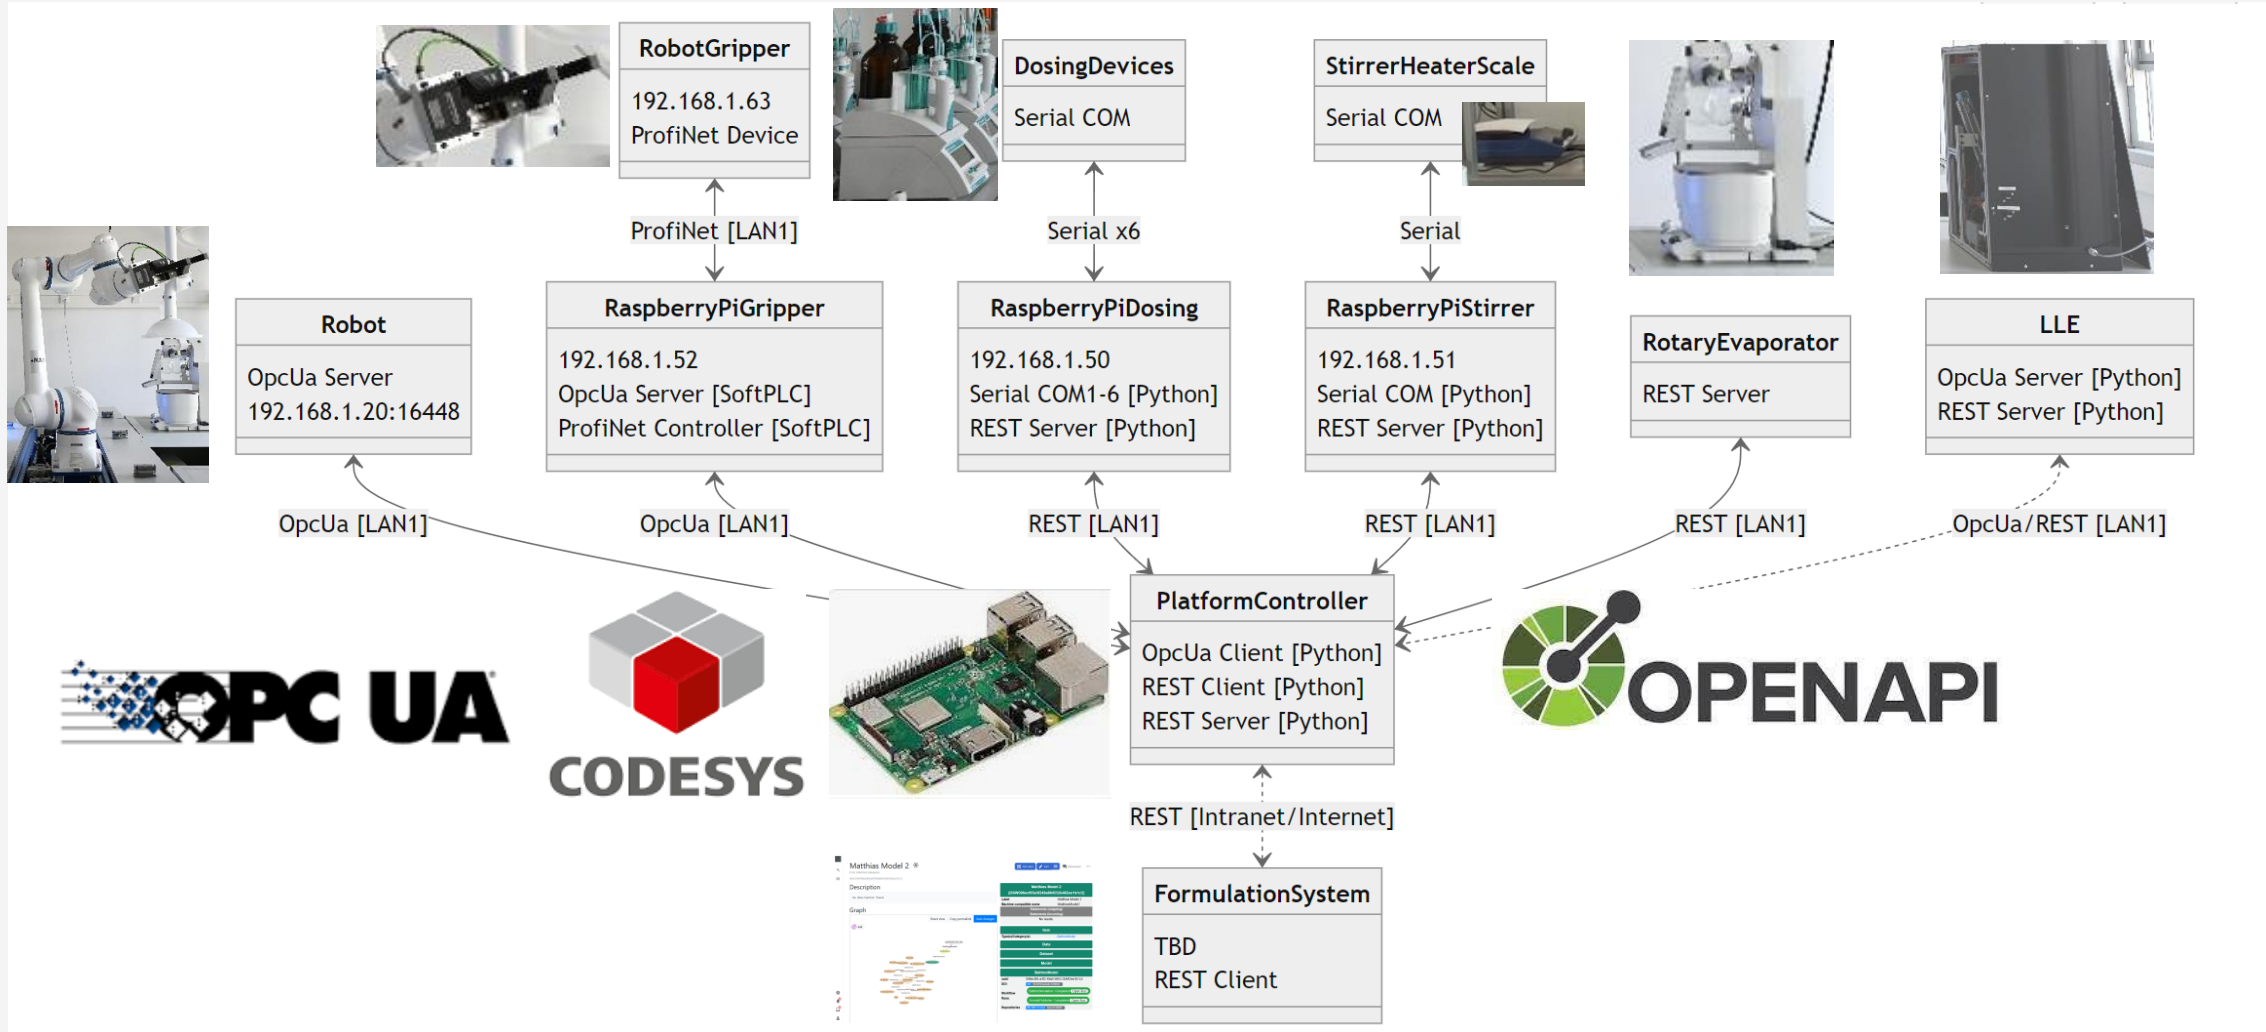 RobotGripper
192.168.1.63
ProfiNet Device
DosingDevices
Serial COM
StirrerHeaterScale
Serial COM
ProfiNet [LAN1]
Serial x6
Serial
Robot
OpcUa Server
192.168.1.20:16448
RaspberryPiGripper
192.168.1.52
OpcUa Server [SoftPLC]
ProfiNet Controller [SoftPLC]
RaspberryPiDosing
192.168.1.50
Serial COM1-6 [Python]
REST Server [Python]
RaspberryPiStirrer
192.168.1.51
Serial COM [Python]
REST Server [Python]
RotaryEvaporator
REST Server
LLE
OpcUa Server [Python]
REST Server [Python]
OpcUa [LAN1]
OpcUa [LAN1]
REST [LAN1]
REST [LAN1]
REST [LAN1]
OpcUa/REST [LAN1]
PlatformController
OpcUa Client [Python]
REST Client [Python]
REST Server [Python]
OPC UA
CODESYS
OPENAPI
REST [Intranet/Internet]
Matthias Model 2
Description
Graph
FormulationSystem
TBD
REST Client